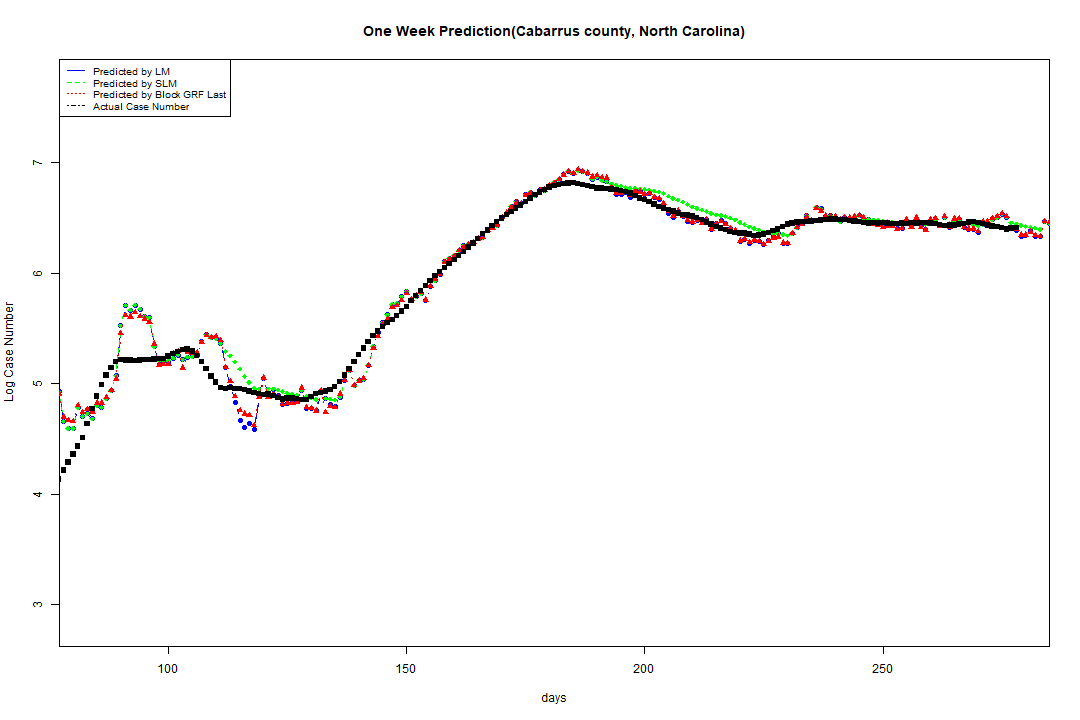 One Week Prediction(Cabarrus county, North Carolina)
Predicted by LM
Predicted by SLM
Predicted by Block GRF Last
Actual Case Number
7
6
5
4
3
Log Case Number
100 150 200 250
days